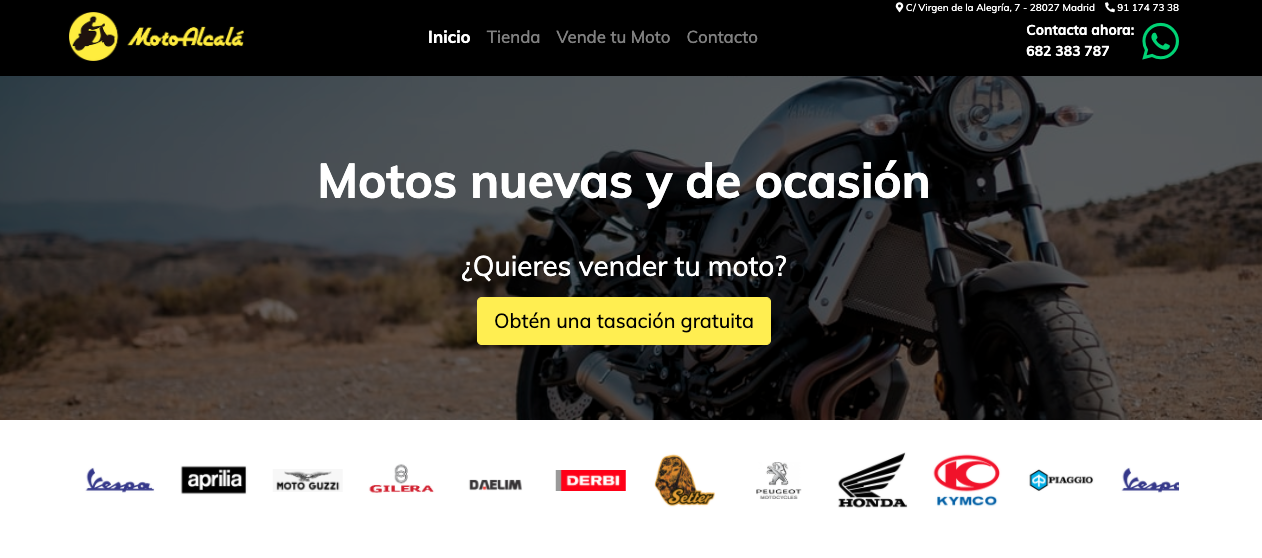 C/ Virgen de la Alegría, 7 - 28027 Madrid 91 174 73 38
MotoAlcalá
Inicio Tienda Vende tu Moto Contacto
Contacta ahora:
682 383 787
YAMAHA
Motos nuevas y de ocasión
¿Quieres vender tu moto?
Obtén una tasación gratuita
Vespa
aprilia
MOTO GUZZI
GILERA
DAELIM
DERBI
Setter
PEUGEOT
MOTOCYCLES
HONDA
KYMCO
PIAGGIO
Vespa